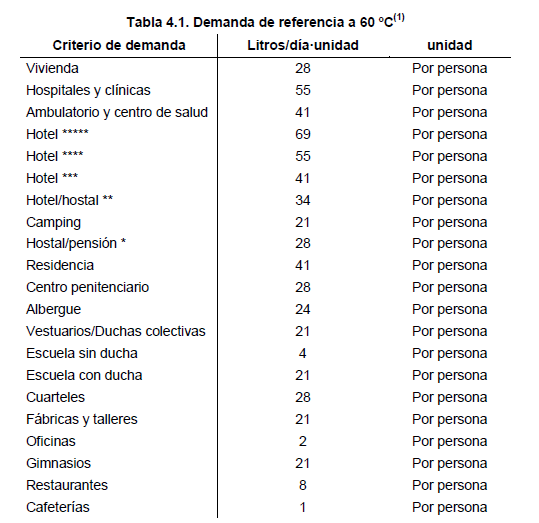 Tabla 4.1. Demanda de referencia a 60 ºC(1)
Criterio de demanda Litros/día·unidad unidad
Vivienda 28 Por persona
Hospitales y clínicas 55 Por persona
Ambulatorio y centro de salud 41 Por persona
Hotel ***** 69 Por persona
Hotel **** 55 Por persona
Hotel *** 41 Por persona
Hotel/hostal ** 34 Por persona
Camping 21 Por persona
Hostal/pensión * 28 Por persona
Residencia 41 Por persona
Centro penitenciario 28 Por persona
Albergue 24 Por persona
Vestuarios/Duchas colectivas 21 Por persona
Escuela sin ducha 4 Por persona
Escuela con ducha 21 Por persona
Cuarteles 28 Por persona
Fábricas y talleres 21 Por persona
Oficinas 2 Por persona
Gimnasios 21 Por persona
Restaurantes 8 Por persona
Cafeterías 1 Por persona